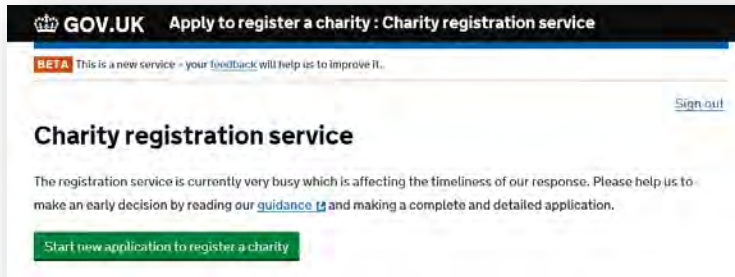 GOV.UK Apply to register a charity : Charity registration service
BETA This is a new service – your feedback will help us to improve it.
Sign out
Charity registration service
The registration service is currently very busy which is affecting the timeliness of our response. Please help us to
make an early decision by reading our guidance and making a complete and detailed application.
Start new application to register a charity